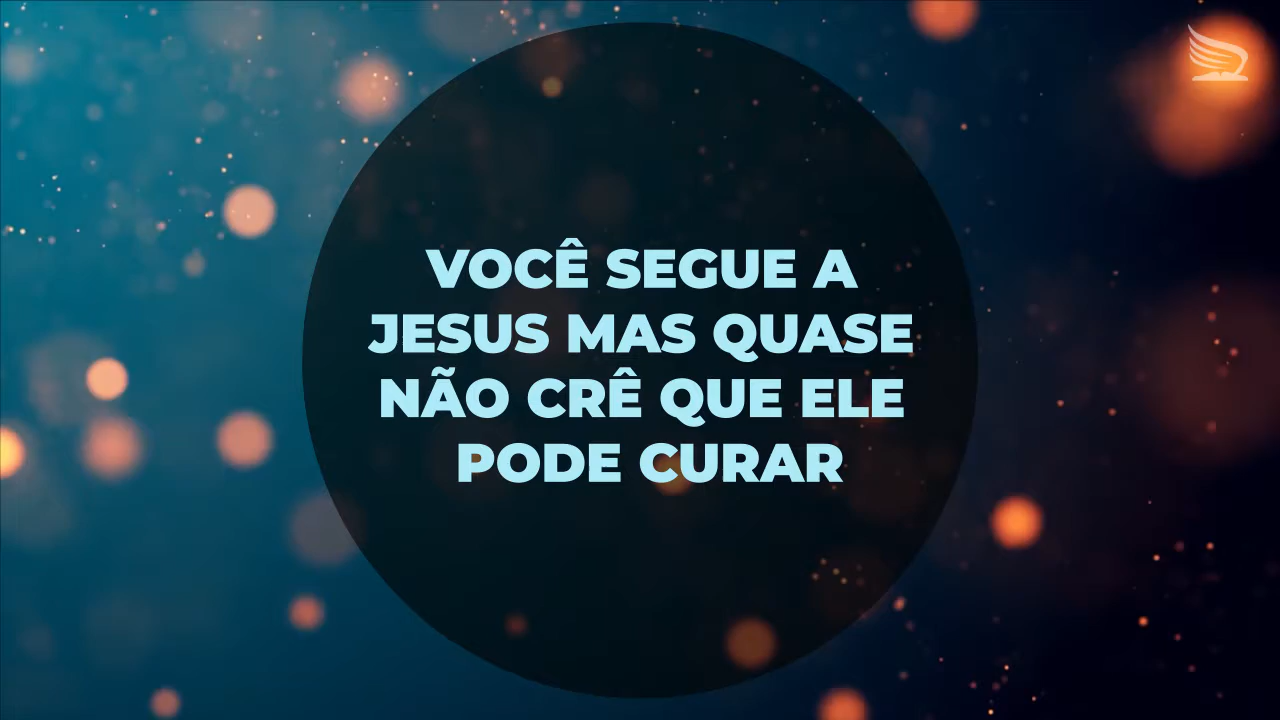 VOCÊ SEGUE A
JESUS MAS QUASE
NÃO CRÊ QUE ELE
PODE CURAR